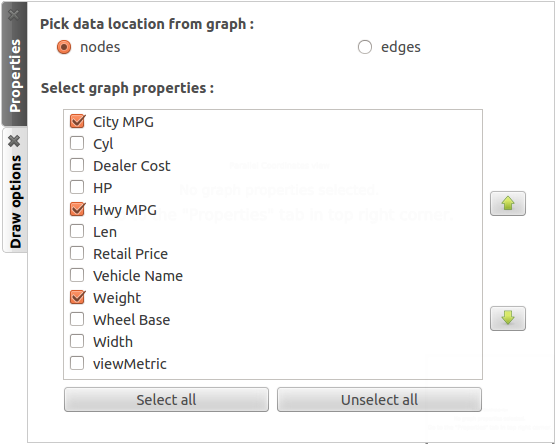 Properties
Draw options
Pick data location from graph :
nodes edges
Select graph properties :
City MPG
Cyl
Dealer Cost
HP
Hwy MPG
Len
Retail Price
Vehicle Name
Weight
Wheel Base
Width
viewMetric
Select all Unselect all